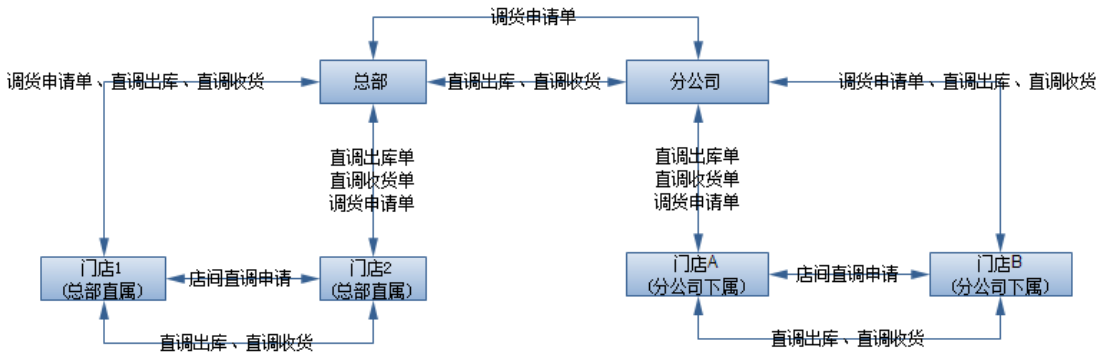 调货申请单
调货申请单、直调出库、直调收货
总部
直调出库、直调收货
分公司
调货申请单、直调出库、直调收货
直调出库单
直调收货单
调货申请单
直调出库单
直调收货单
调货申请单
门店1
(总部直属)
店间直调申请
门店2
(总部直属)
门店A
(分公司下属)
店间直调申请
门店B
(分公司下属)
直调出库、直调收货
直调出库、直调收货